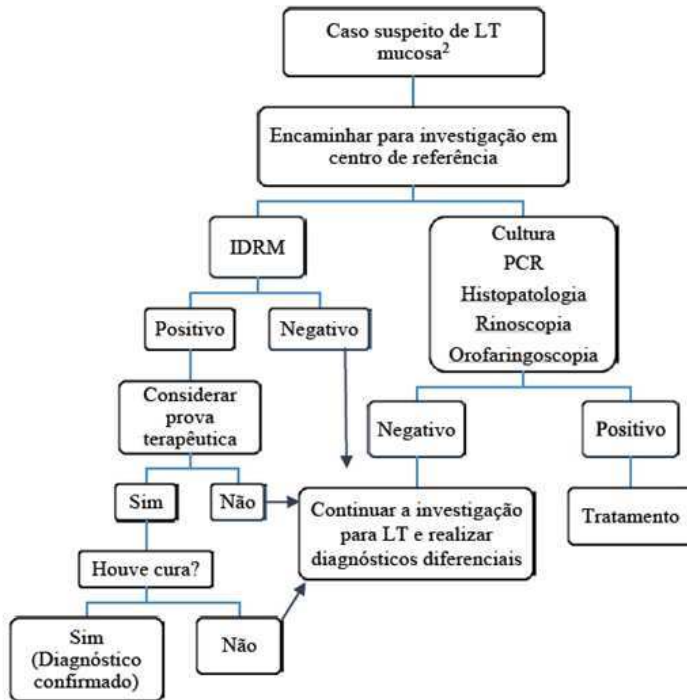 Caso suspeito de LT
mucosa²
Encaminhar para investigação em
centro de referência
IDRM
Cultura
PCR
Histopatologia
Rinoscopia
Orofaringoscopia
Positivo
Negativo
Considerar
prova
terapêutica
Negativo
Positivo
Sim
Não
Continuar a investigação
para LT e realizar
diagnósticos diferenciais
Tratamento
Houve cura?
Sim
(Diagnóstico
confirmado)
Não